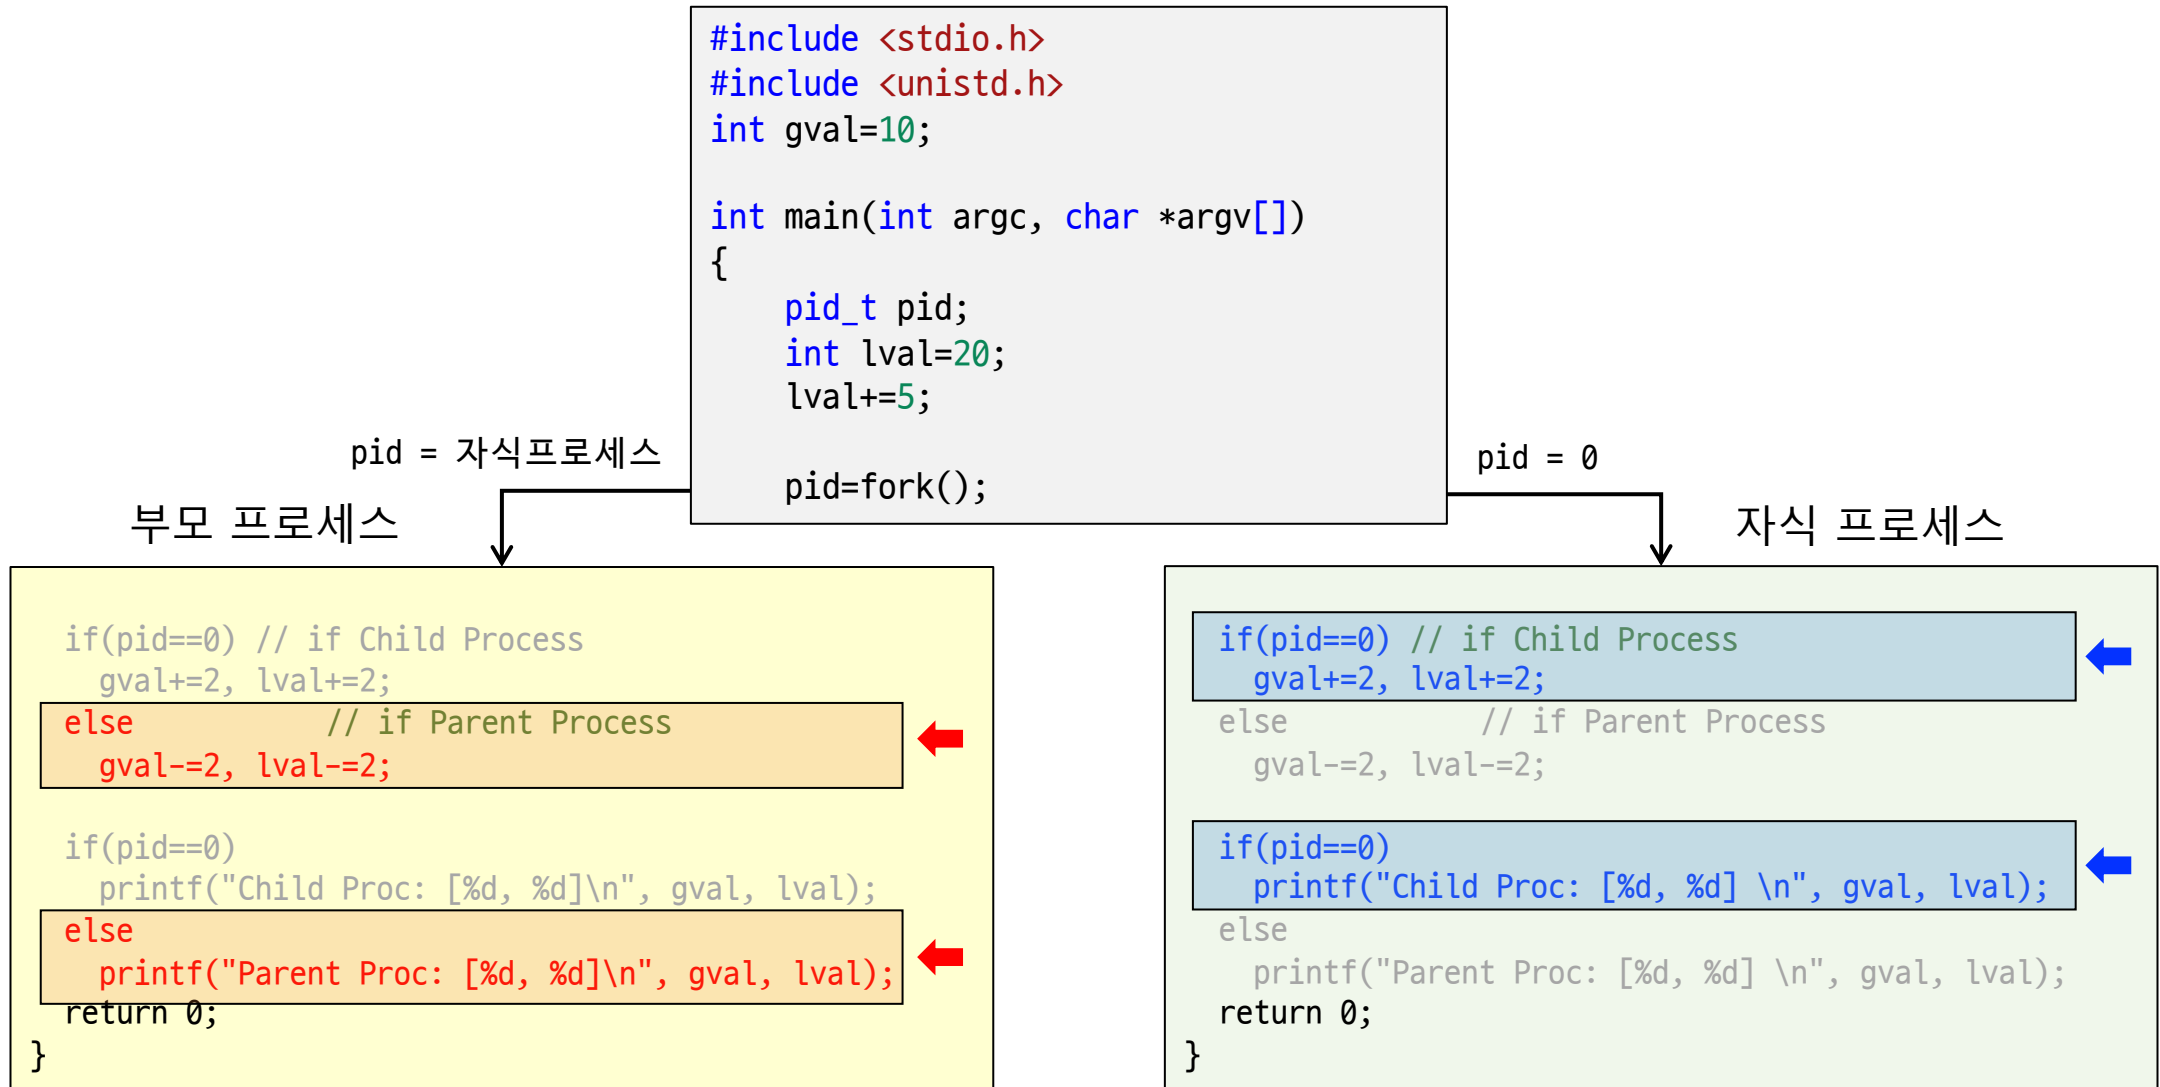 #include <stdio.h>
#include <unistd.h>
int gval=10;
int main(int argc, char *argv[])
{
pid_t pid;
int lval=20;
lval+=5;
pid=fork();
pid = 자식프로세스
pid = 0
부모 프로세스
자식 프로세스
if(pid==0) // if Child Process
gval+=2, lval+=2;
else // if Parent Process
gval-=2, lval-=2;
if(pid==0)
printf("Child Proc: [%d, %d]\n", gval, lval);
else
printf("Parent Proc: [%d, %d]\n", gval, lval);
return 0;
}
if(pid==0) // if Child Process
gval+=2, lval+=2;
else // if Parent Process
gval-=2, lval-=2;
if(pid==0)
printf("Child Proc: [%d, %d] \n", gval, lval);
else
printf("Parent Proc: [%d, %d] \n", gval, lval);
return 0;
}